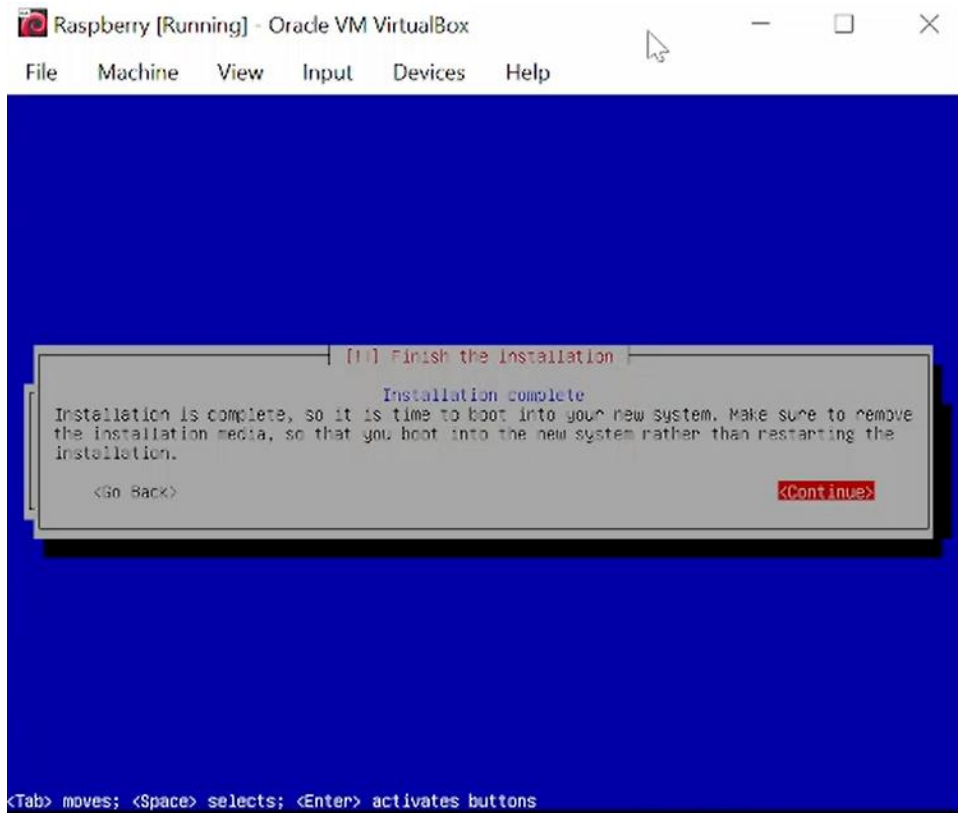 Raspberry [Running] - Oracle VM VirtualBox
File Machine View Input Devices Help
[!!] Finish the installation
Installation complete
Installation is complete, so it is time to boot into your new system. Make sure to remove
the installation media, so that you boot into the new system rather than restarting the
installation.
<Go Back> <Continue>
<Tab> moves; <Space> selects; <Enter> activates buttons